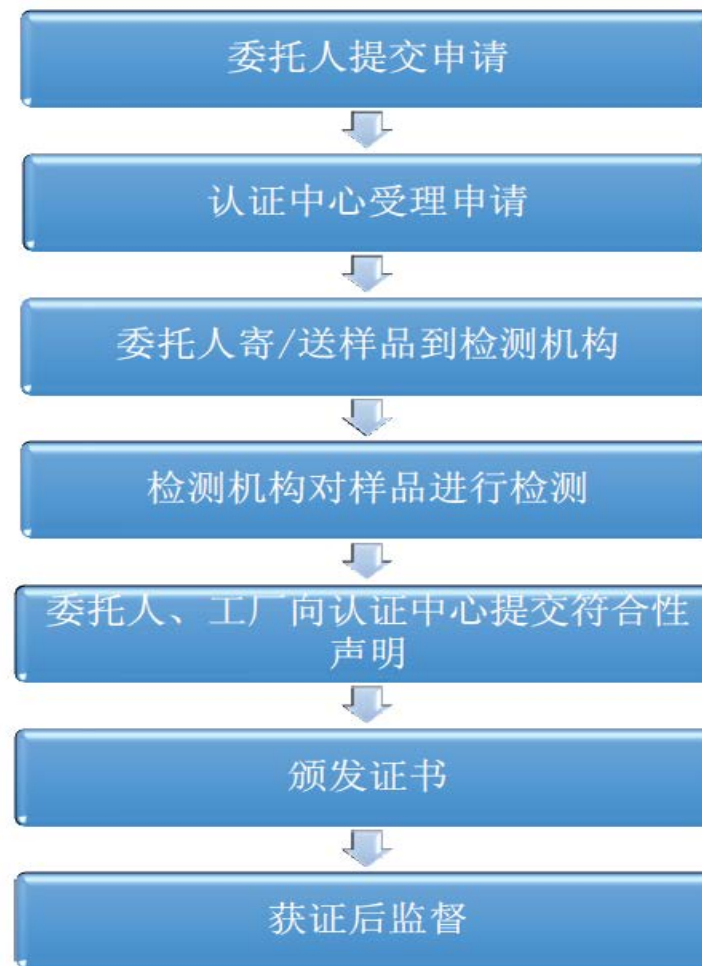 委托人提交申请
认证中心受理申请
委托人寄/送样品到检测机构
检测机构对样品进行检测
委托人、工厂向认证中心提交符合性
声明
颁发证书
获证后监督